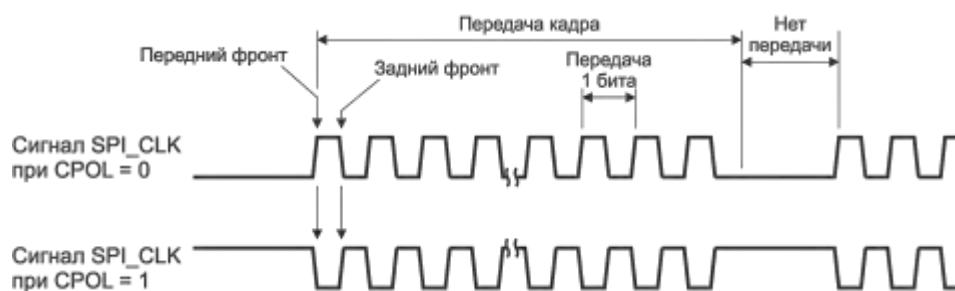 Передача кадра
Нет
передачи
Передний фронт
Задний фронт
Передача
1 бита
Сигнал SPI_CLK
при CPOL = 0
Сигнал SPI_CLK
при CPOL = 1